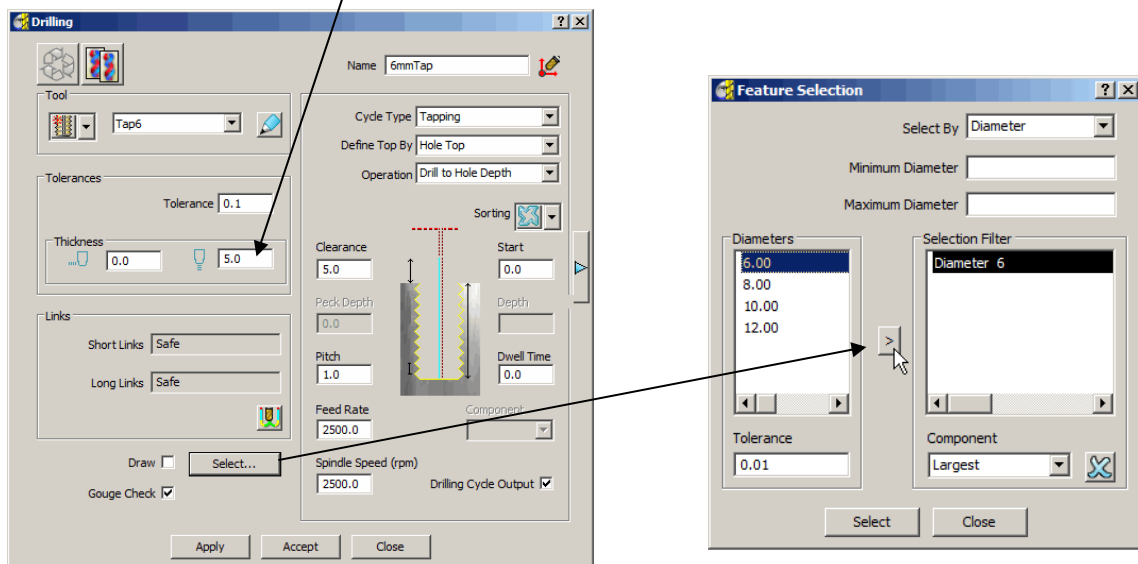 Drilling
Name 6mmTap
Tool
Tap6
Tolerances
Tolerance 0.1
Thickness
0.0 5.0
Links
Short Links Safe
Long Links Safe
Draw Select...
Gouge Check
Cycle Type Tapping
Define Top By Hole Top
Operation Drill to Hole Depth
Sorting
Clearance Start
5.0 0.0
Peck Depth Depth
0.0
Pitch Dwell Time
1.0 0.0
Feed Rate Component
2500.0
Spindle Speed (rpm)
2500.0 Drilling Cycle Output
Apply Accept Close
Feature Selection
Select By Diameter
Minimum Diameter
Maximum Diameter
Diameters Selection Filter
6.00 Diameter 6
8.00
10.00
12.00
>
Tolerance Component
0.01 Largest
Select Close